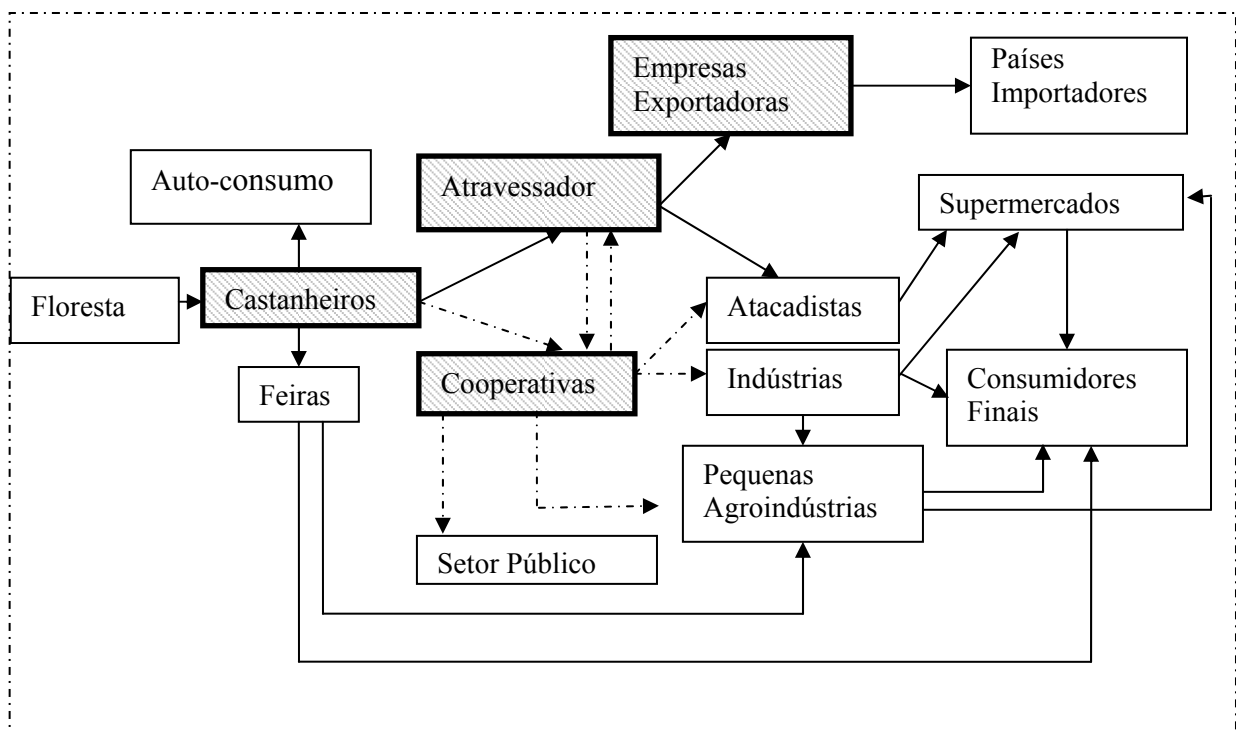 Empresas
Exportadoras
Países
Importadores
Auto-consumo
Atravessador
Supermercados
Floresta
Castanheiros
Atacadistas
Feiras
Cooperativas
Indústrias
Consumidores
Finais
Pequenas
Agroindústrias
Setor Público